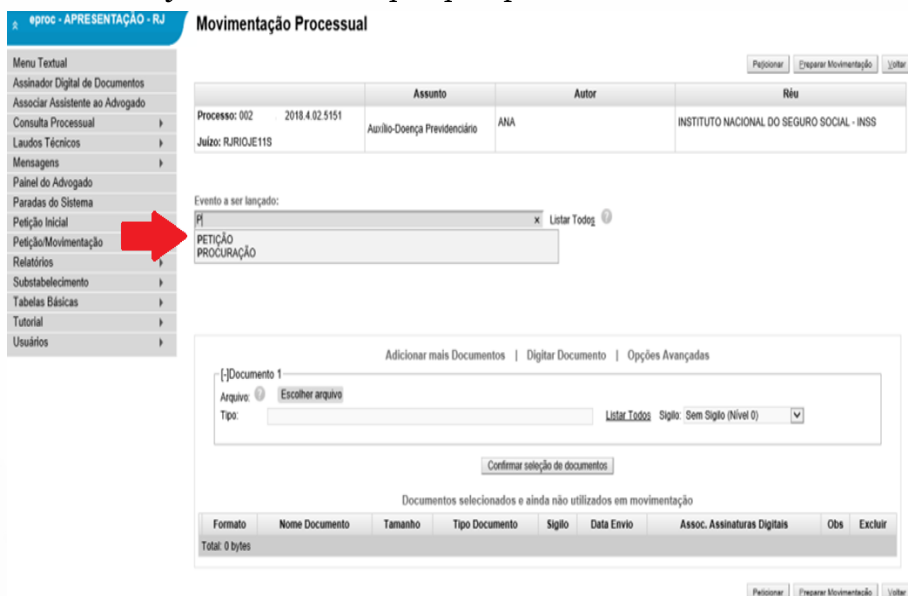 eproc - APRESENTAÇÃO - RJ
Movimentação Processual
Menu Textual
Assinador Digital de Documentos
Associar Assistente ao Advogado
Consulta Processual
Laudos Técnicos
Mensagens
Painel do Advogado
Paradas do Sistema
Petição Inicial
Petição/Movimentação
Relatórios
Substabelecimento
Tabelas Básicas
Tutorial
Usuários
Peticionar Preparar Movimentação Voltar
Assunto Autor Réu
Processo: 002 2018.4.02.5151
Juízo: RJRIOJE11S
Auxílio-Doença Previdenciário ANA INSTITUTO NACIONAL DO SEGURO SOCIAL - INSS
Evento a ser lançado:
P x Listar Todos ?
PETIÇÃO
PROCURAÇÃO
Adicionar mais Documentos | Digitar Documento | Opções Avançadas
[-]Documento 1
Arquivo: ? Escolher arquivo
Tipo: Listar Todos Sigilo: Sem Sigilo (Nível 0)
Confirmar seleção de documentos
Documentos selecionados e ainda não utilizados em movimentação
Formato Nome Documento Tamanho Tipo Documento Sigilo Data Envio Assoc. Assinaturas Digitais Obs Excluir
Total: 0 bytes
Peticionar Preparar Movimentação Voltar